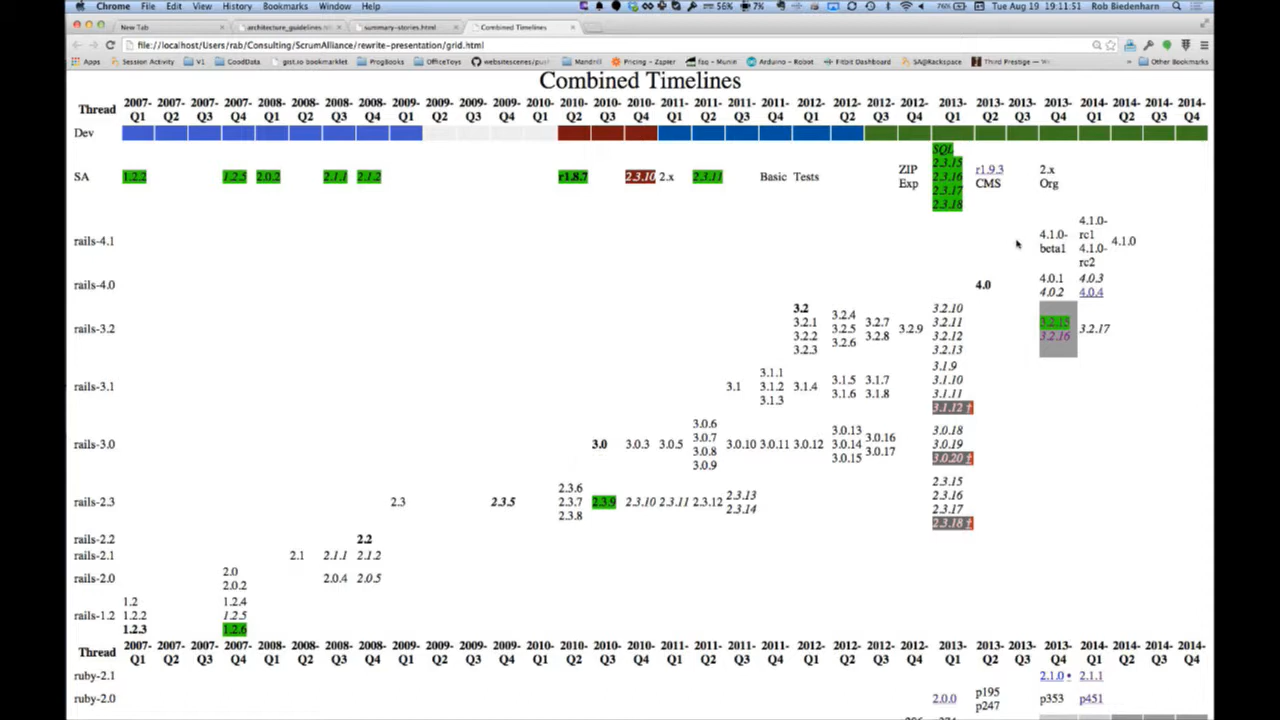 Chrome File Edit View History Bookmarks Window Help 56% 7% 76% Tue Aug 19 19:11:51 Rob Biedenharn
New Tab architecture_guidelines summary-stories.html Combined Timelines
file://localhost/Users/rab/Consulting/ScrumAlliance/rewrite-presentation/grid.html
Apps Session Activity V1 GoodData gist.io bookmarklet ProgBooks OfficeToys Mandrill Pricing - Zapier faq - Munin Arduino - Robot Fitbit Dashboard SA@Rackspace Third Prestige Other Bookmarks
Combined Timelines
Thread 2007-Q1 2007-Q2 2007-Q3 2007-Q4 2008-Q1 2008-Q2 2008-Q3 2008-Q4 2009-Q1 2009-Q2 2009-Q3 2009-Q4 2010-Q1 2010-Q2 2010-Q3 2010-Q4 2011-Q1 2011-Q2 2011-Q3 2011-Q4 2012-Q1 2012-Q2 2012-Q3 2012-Q4 2013-Q1 2013-Q2 2013-Q3 2013-Q4 2014-Q1 2014-Q2 2014-Q3 2014-Q4
Dev
SA 1.2.2 1.2.5 2.0.2 2.1.1 2.1.2 r1.8.7 2.3.10 2.x 2.3.11 Basic Tests ZIP Exp SQL 2.3.15 2.3.16 2.3.17 2.3.18 r1.9.3 CMS 2.x Org
rails-4.1 4.1.0-beta1 4.1.0-rc1 4.1.0-rc2 4.1.0
rails-4.0 4.0 4.0.1 4.0.2 4.0.3 4.0.4
rails-3.2 3.2 3.2.1 3.2.2 3.2.3 3.2.4 3.2.5 3.2.6 3.2.7 3.2.8 3.2.9 3.2.10 3.2.11 3.2.12 3.2.13 3.2.15 3.2.16 3.2.17
rails-3.1 3.1 3.1.1 3.1.2 3.1.3 3.1.4 3.1.5 3.1.6 3.1.7 3.1.8 3.1.9 3.1.10 3.1.11 3.1.12 †
rails-3.0 3.0 3.0.3 3.0.5 3.0.6 3.0.7 3.0.8 3.0.9 3.0.10 3.0.11 3.0.12 3.0.13 3.0.14 3.0.15 3.0.16 3.0.17 3.0.18 3.0.19 3.0.20 †
rails-2.3 2.3 2.3.5 2.3.6 2.3.7 2.3.8 2.3.9 2.3.10 2.3.11 2.3.12 2.3.13 2.3.14 2.3.15 2.3.16 2.3.17 2.3.18 †
rails-2.2 2.2
rails-2.1 2.1 2.1.1 2.1.2
rails-2.0 2.0 2.0.2 2.0.4 2.0.5
rails-1.2 1.2 1.2.2 1.2.3 1.2.4 1.2.5 1.2.6
Thread 2007-Q1 2007-Q2 2007-Q3 2007-Q4 2008-Q1 2008-Q2 2008-Q3 2008-Q4 2009-Q1 2009-Q2 2009-Q3 2009-Q4 2010-Q1 2010-Q2 2010-Q3 2010-Q4 2011-Q1 2011-Q2 2011-Q3 2011-Q4 2012-Q1 2012-Q2 2012-Q3 2012-Q4 2013-Q1 2013-Q2 2013-Q3 2013-Q4 2014-Q1 2014-Q2 2014-Q3 2014-Q4
ruby-2.1 2.1.0 • 2.1.1
ruby-2.0 2.0.0 p195 p247 p353 p451